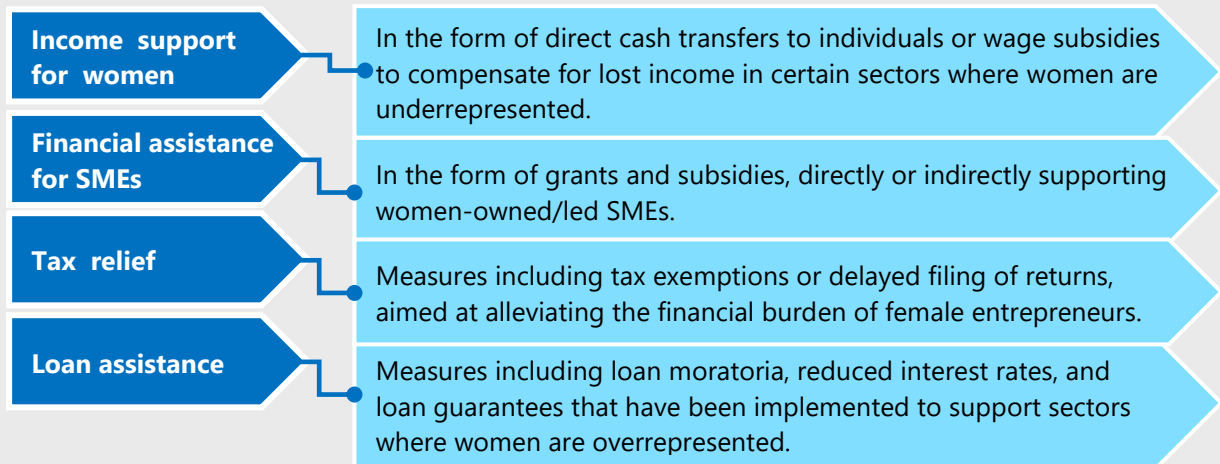 Income support
for women
In the form of direct cash transfers to individuals or wage subsidies
to compensate for lost income in certain sectors where women are
underrepresented.
Financial assistance
for SMEs
In the form of grants and subsidies, directly or indirectly supporting
women-owned/led SMEs.
Tax relief
Measures including tax exemptions or delayed filing of returns,
aimed at alleviating the financial burden of female entrepreneurs.
Loan assistance
Measures including loan moratoria, reduced interest rates, and
loan guarantees that have been implemented to support sectors
where women are overrepresented.